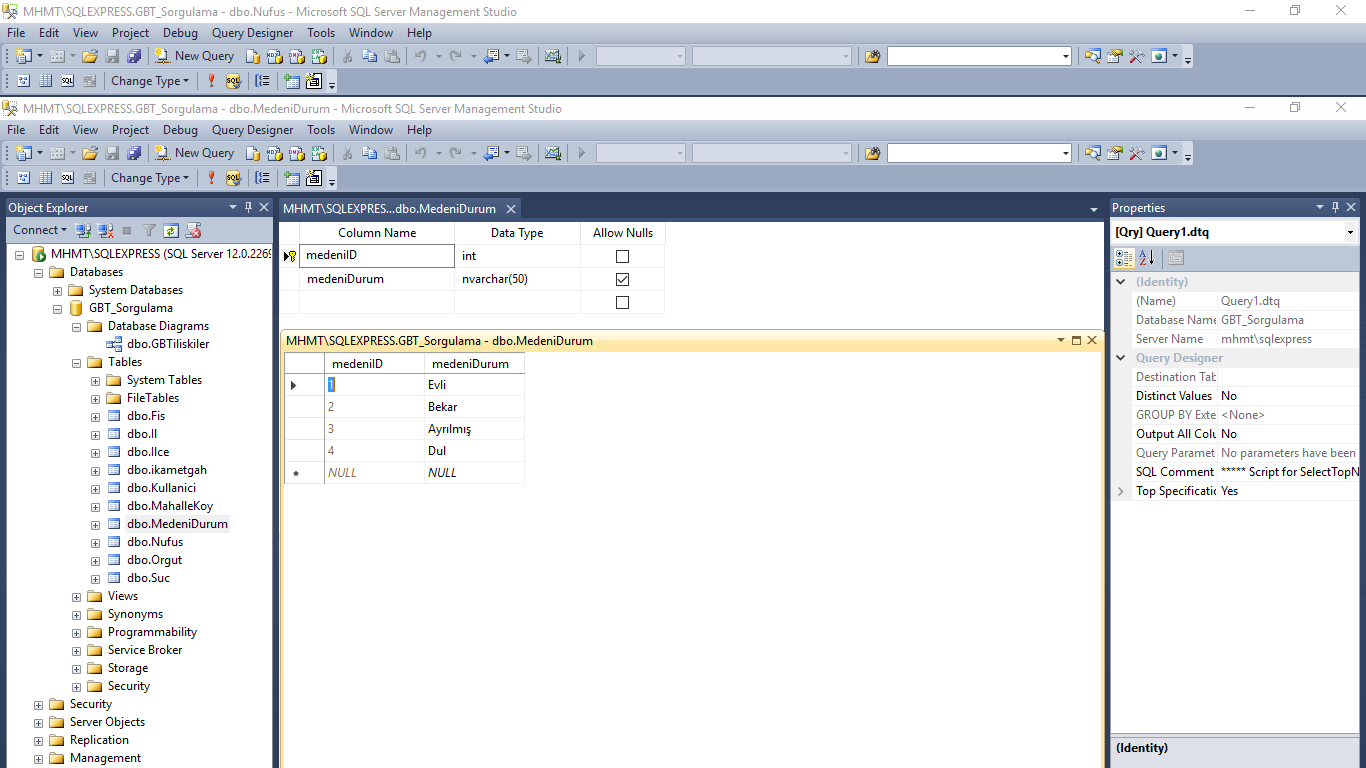 MHMT\SQLEXPRESS.GBT_Sorgulama - dbo.Nufus - Microsoft SQL Server Management Studio
File Edit View Project Debug Query Designer Tools Window Help
New Query
Change Type
MHMT\SQLEXPRESS.GBT_Sorgulama - dbo.MedeniDurum - Microsoft SQL Server Management Studio
File Edit View Project Debug Query Designer Tools Window Help
New Query
Change Type
Object Explorer
Connect
MHMT\SQLEXPRESS (SQL Server 12.0.2269
Databases
System Databases
GBT_Sorgulama
Database Diagrams
dbo.GBTiliskiler
Tables
System Tables
FileTables
dbo.Fis
dbo.Il
dbo.Ilce
dbo.ikametgah
dbo.Kullanici
dbo.MahalleKoy
dbo.MedeniDurum
dbo.Nufus
dbo.Orgut
dbo.Suc
Views
Synonyms
Programmability
Service Broker
Storage
Security
Security
Server Objects
Replication
Management
MHMT\SQLEXPRES...dbo.MedeniDurum
Column Name Data Type Allow Nulls
medeniID int
medeniDurum nvarchar(50)
MHMT\SQLEXPRESS.GBT_Sorgulama - dbo.MedeniDurum
medeniID medeniDurum
1 Evli
2 Bekar
3 Ayrılmış
4 Dul
NULL NULL
Properties
[Qry] Query1.dtq
(Identity)
(Name) Query1.dtq
Database Name GBT_Sorgulama
Server Name mhmt\sqlexpress
Query Designer
Destination Tab
Distinct Values No
GROUP BY Exte <None>
Output All Colu No
Query Paramet No parameters have been
SQL Comment ***** Script for SelectTopN
Top Specificatic Yes
(Identity)